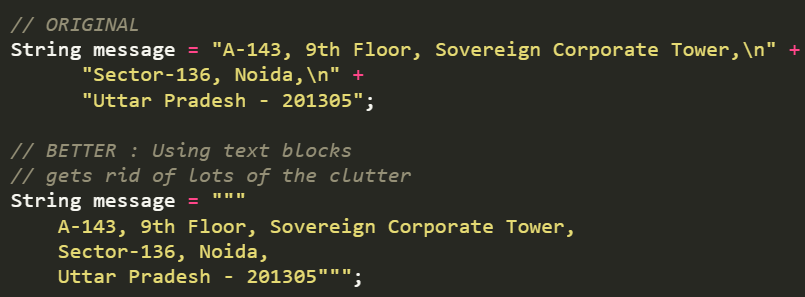 // ORIGINAL
String message = "A-143, 9th Floor, Sovereign Corporate Tower,\n" +
      "Sector-136, Noida,\n" +
      "Uttar Pradesh - 201305";

// BETTER : Using text blocks
// gets rid of lots of the clutter
String message = """
    A-143, 9th Floor, Sovereign Corporate Tower,
    Sector-136, Noida,
    Uttar Pradesh - 201305""";